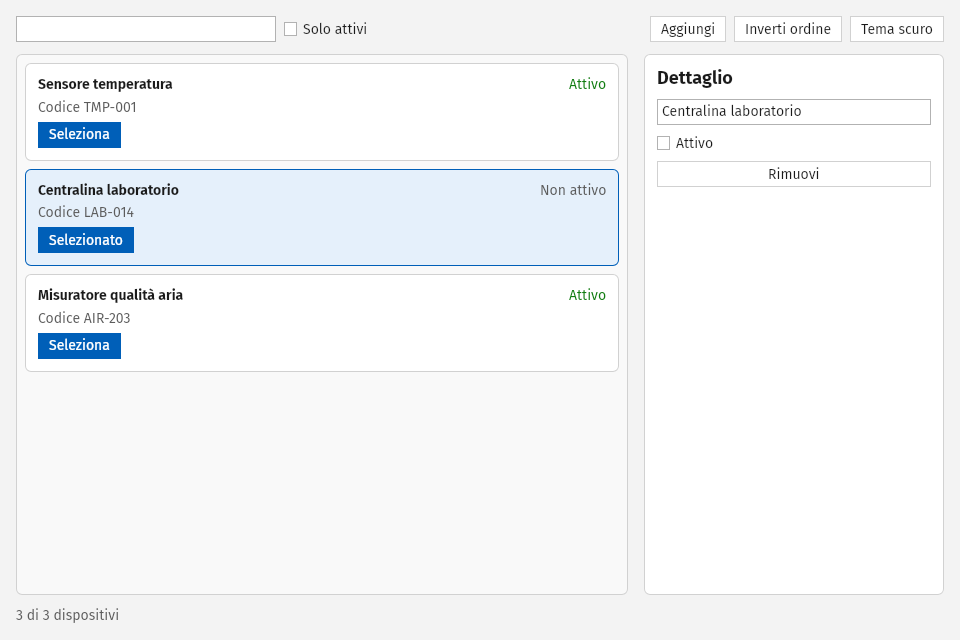 Solo attivi
Aggiungi
Inverti ordine
Tema scuro
Sensore temperatura
Attivo
Codice TMP-001
Seleziona
Centralina laboratorio
Non attivo
Codice LAB-014
Selezionato
Misuratore qualità aria
Attivo
Codice AIR-203
Seleziona
Dettaglio
Centralina laboratorio
Attivo
Rimuovi
3 di 3 dispositivi